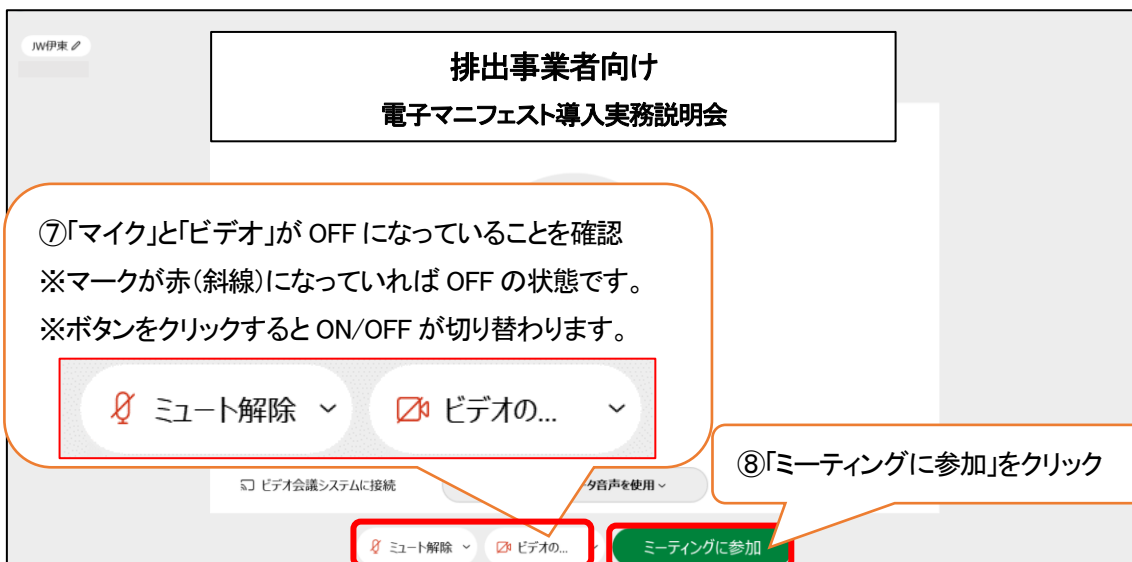 JW伊東
排出事業者向け
電子マニフェスト導入実務説明会
⑦「マイク」と「ビデオ」が OFF になっていることを確認
※マークが赤(斜線)になっていれば OFF の状態です。
※ボタンをクリックすると ON/OFF が切り替わります。
ミュート解除 ビデオの...
⑧「ミーティングに参加」をクリック
ビデオ会議システムに接続 タ音声を使用
ミュート解除 ビデオの... ミーティングに参加